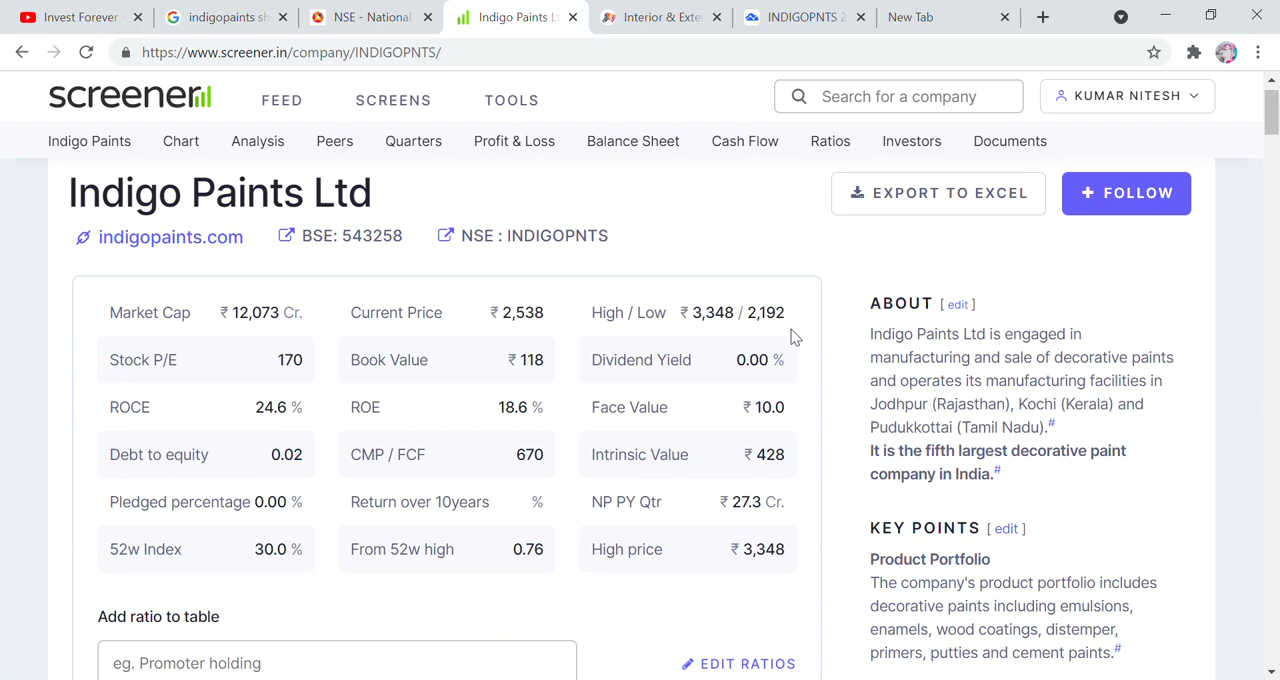 Invest Forever
indigopaints sh
NSE - National
Indigo Paints L
Interior & Exte
INDIGOPNTS 2
New Tab
https://www.screener.in/company/INDIGOPNTS/
screener
FEED
SCREENS
TOOLS
Search for a company
KUMAR NITESH
Indigo Paints
Chart
Analysis
Peers
Quarters
Profit & Loss
Balance Sheet
Cash Flow
Ratios
Investors
Documents
Indigo Paints Ltd
EXPORT TO EXCEL
+ FOLLOW
indigopaints.com
BSE: 543258
NSE : INDIGOPNTS
Market Cap ₹ 12,073 Cr.
Current Price ₹ 2,538
High / Low ₹ 3,348 / 2,192
Stock P/E 170
Book Value ₹ 118
Dividend Yield 0.00 %
ROCE 24.6 %
ROE 18.6 %
Face Value ₹ 10.0
Debt to equity 0.02
CMP / FCF 670
Intrinsic Value ₹ 428
Pledged percentage 0.00 %
Return over 10years %
NP PY Qtr ₹ 27.3 Cr.
52w Index 30.0 %
From 52w high 0.76
High price ₹ 3,348
Add ratio to table
eg. Promoter holding
EDIT RATIOS
ABOUT [ edit ]
Indigo Paints Ltd is engaged in
manufacturing and sale of decorative paints
and operates its manufacturing facilities in
Jodhpur (Rajasthan), Kochi (Kerala) and
Pudukkottai (Tamil Nadu).#
It is the fifth largest decorative paint
company in India.#
KEY POINTS [ edit ]
Product Portfolio
The company's product portfolio includes
decorative paints including emulsions,
enamels, wood coatings, distemper,
primers, putties and cement paints.#